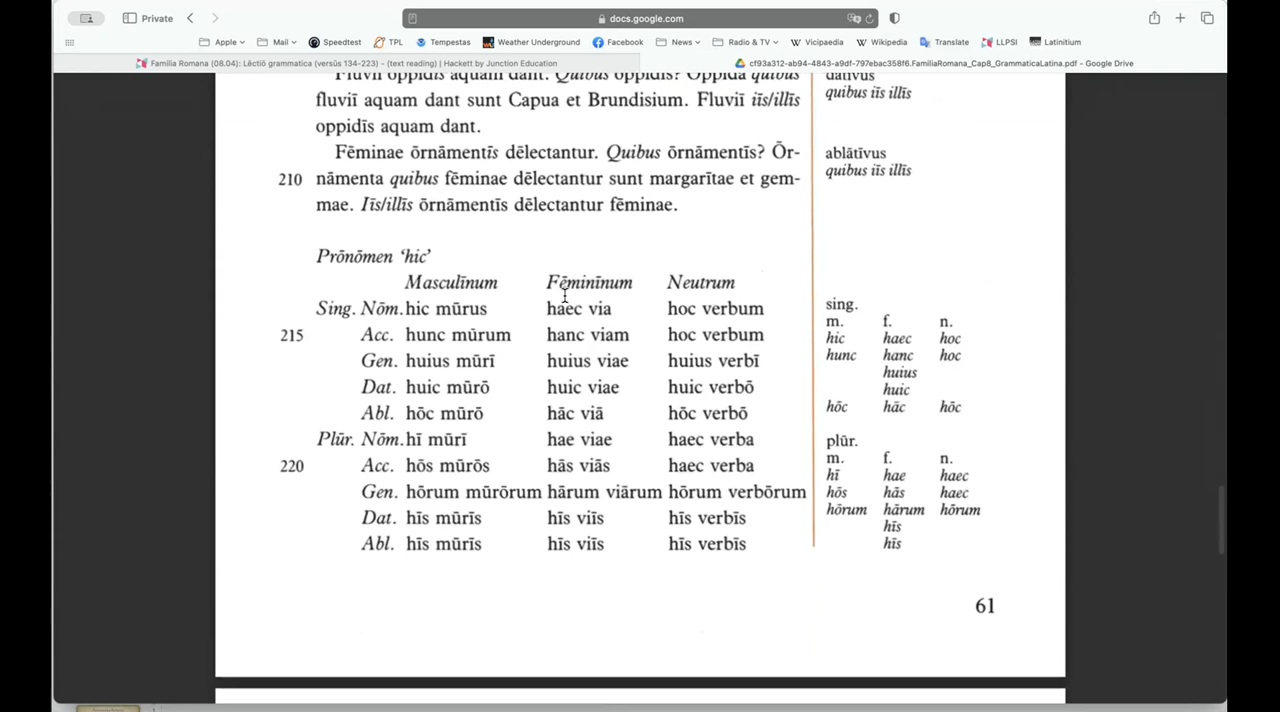 Private
docs.google.com
Apple
Mail
Speedtest
TPL
Tempestas
Weather Underground
Facebook
News
Radio & TV
Vicipaedia
Wikipedia
Translate
LLPSI
Latinitium
Familia Romana (08.04): Lēctiō grammatica (versūs 134-223) - (text reading) | Hackett by Junction Education
cf93a312-ab94-4843-a9df-797ebac358f6.FamiliaRomana_Cap8_GrammaticaLatina.pdf - Google Drive
Fluviī oppidīs aquam dant. Quibus oppidīs? Oppida quibus
fluviī aquam dant sunt Capua et Brundisium. Fluviī iīs/illīs
oppidīs aquam dant.
Fēminae ōrnāmentīs dēlectantur. Quibus ōrnāmentīs? Ōr-
210 nāmenta quibus fēminae dēlectantur sunt margarītae et gem-
mae. Iīs/illīs ōrnāmentīs dēlectantur fēminae.
datīvus
quibus iīs illīs
ablātīvus
quibus iīs illīs
Prōnōmen ‘hic’
Masculīnum Fēminīnum Neutrum
Sing. Nōm. hic mūrus haec via hoc verbum
215 Acc. hunc mūrum hanc viam hoc verbum
Gen. huius mūrī huius viae huius verbī
Dat. huic mūrō huic viae huic verbō
Abl. hōc mūrō hāc viā hōc verbō
Plūr. Nōm. hī mūrī hae viae haec verba
220 Acc. hōs mūrōs hās viās haec verba
Gen. hōrum mūrōrum hārum viārum hōrum verbōrum
Dat. hīs mūrīs hīs viīs hīs verbīs
Abl. hīs mūrīs hīs viīs hīs verbīs
sing.
m. f. n.
hic haec hoc
hunc hanc hoc
huius
huic
hōc hāc hōc
plūr.
m. f. n.
hī hae haec
hōs hās haec
hōrum hārum hōrum
hīs
hīs
61